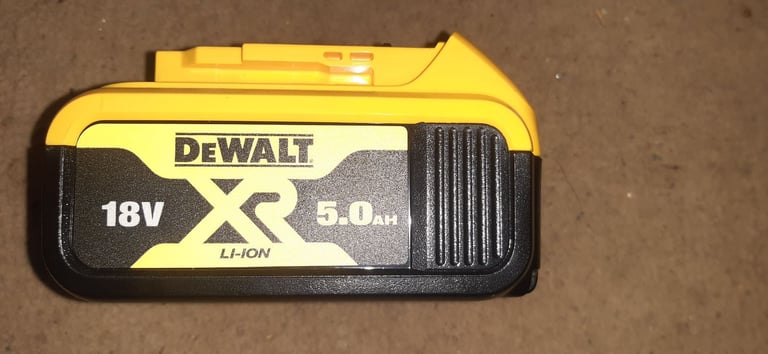 DEWALT
18V XR 5.0AH
LI-ION